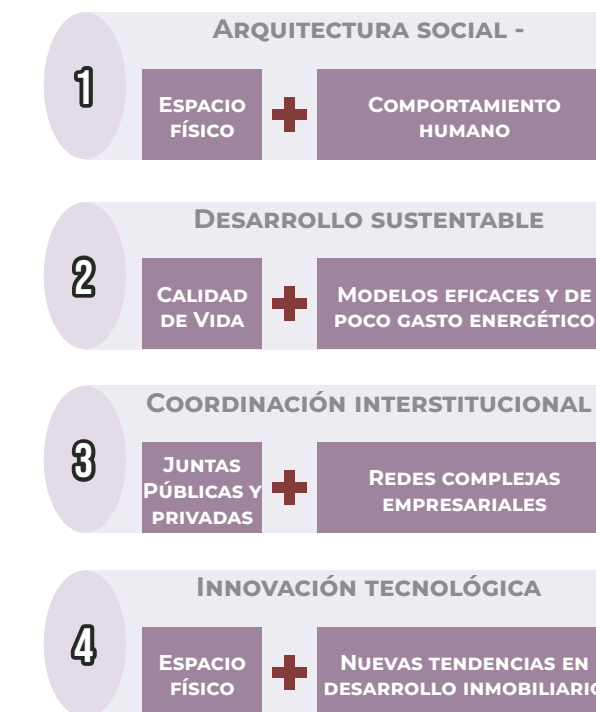 Arquitectura social -
1
Espacio
físico
Comportamiento
humano
Desarrollo sustentable
2
Calidad
de Vida
Modelos eficaces y de
poco gasto energético
Coordinación interstitucional
3
Juntas
Públicas y
privadas
Redes complejas
empresariales
Innovación tecnológica
4
Espacio
físico
Nuevas tendencias en
desarrollo inmobiliario